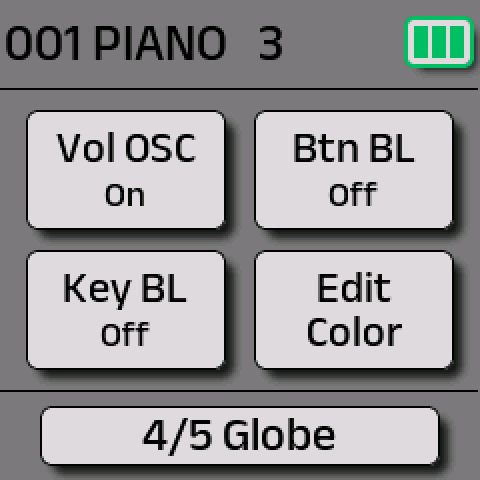 001 PIANO 3
Vol OSC
On
Btn BL
Off
Key BL
Off
Edit
Color
4/5 Globe